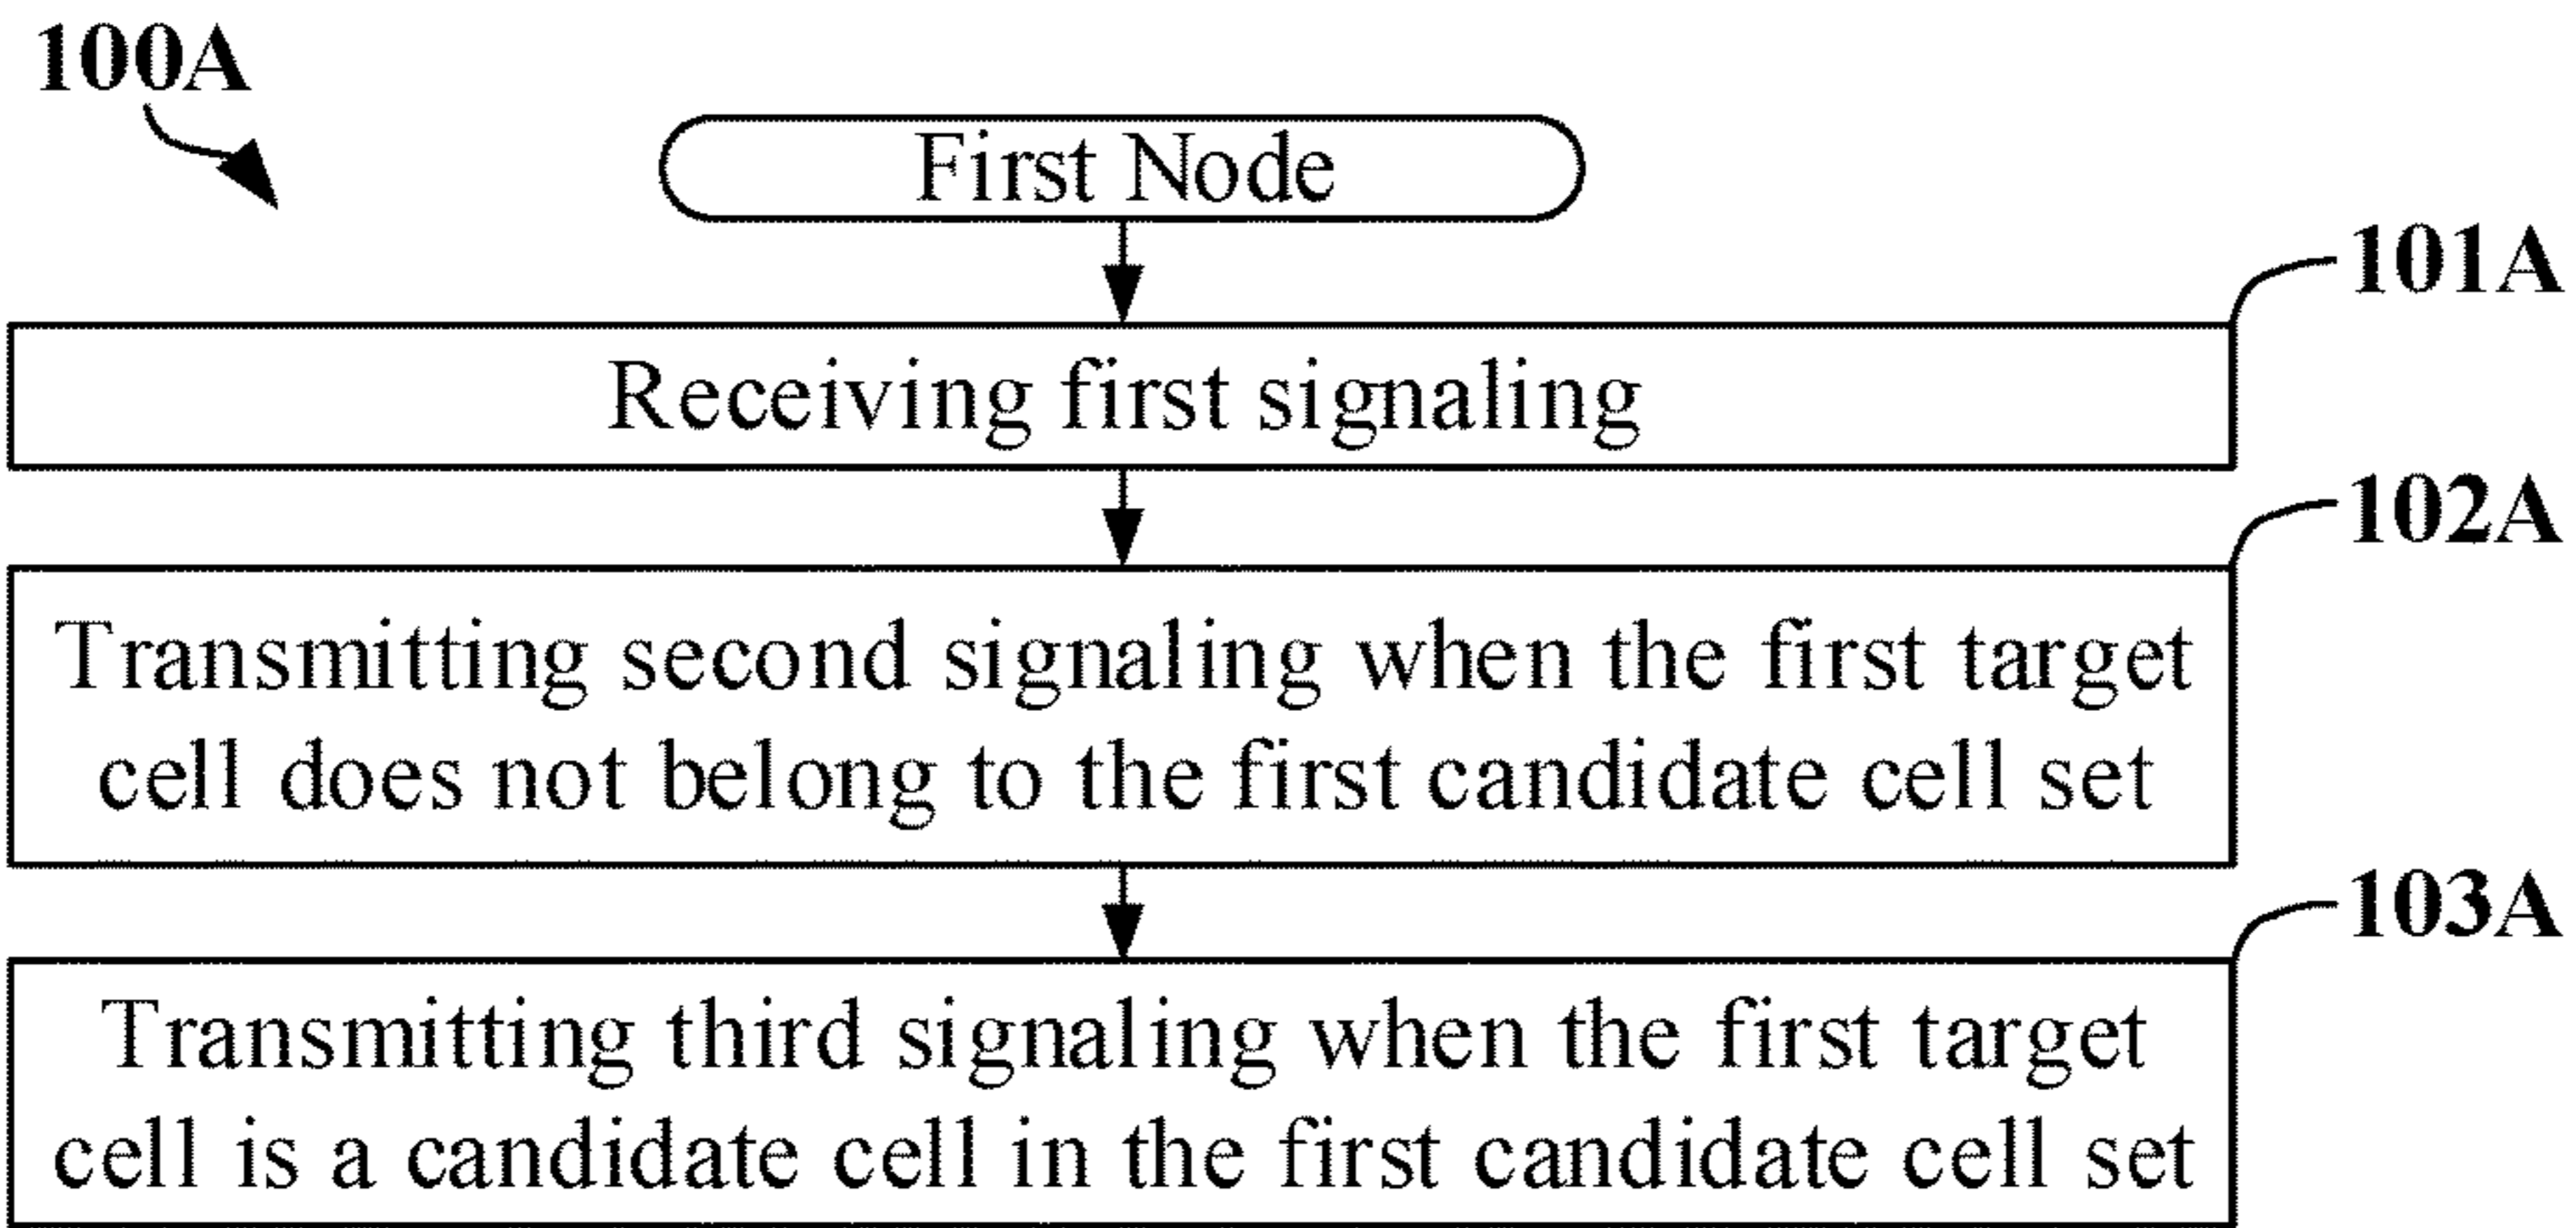 100A
First Node
101A
Receiving first signaling
102A
Transmitting second signaling when the first target
cell does not belong to the first candidate cell set
103A
Transmitting third signaling when the first target
cell is a candidate cell in the first candidate cell set